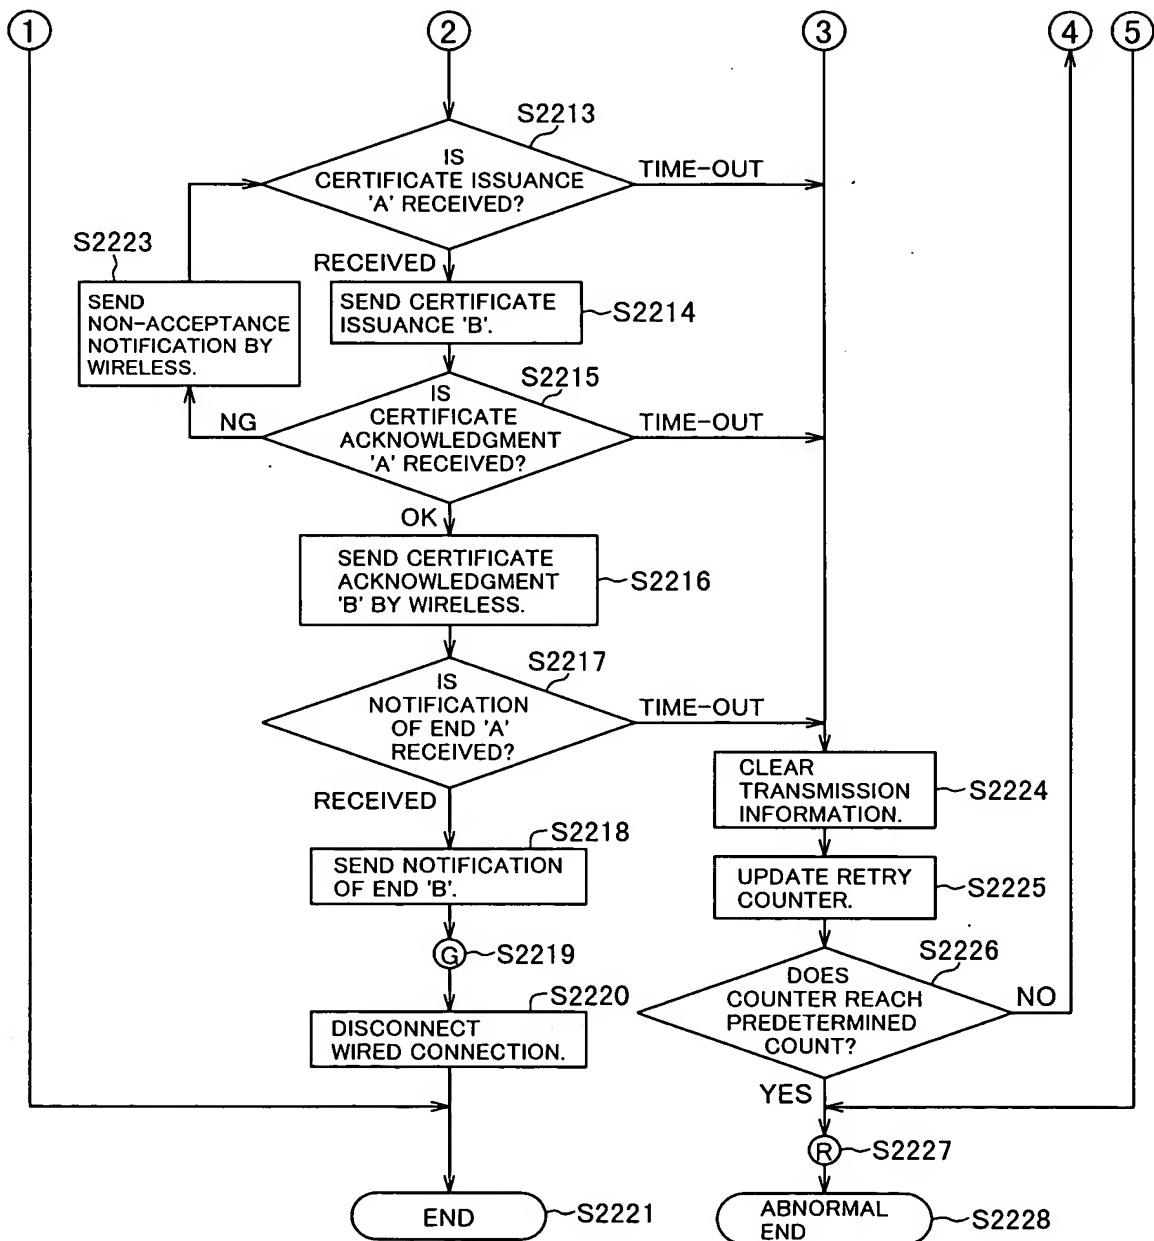 1
2
3
4
5
S2213
IS
CERTIFICATE ISSUANCE
'A' RECEIVED?
TIME-OUT
RECEIVED
S2223
SEND
NON-ACCEPTANCE
NOTIFICATION BY
WIRELESS.
SEND CERTIFICATE
ISSUANCE 'B'.
S2214
S2215
IS
CERTIFICATE
ACKNOWLEDGMENT
'A' RECEIVED?
NG
TIME-OUT
OK
SEND CERTIFICATE
ACKNOWLEDGMENT
'B' BY WIRELESS.
S2216
S2217
IS
NOTIFICATION
OF END 'A'
RECEIVED?
TIME-OUT
RECEIVED
CLEAR
TRANSMISSION
INFORMATION.
S2224
S2218
SEND NOTIFICATION
OF END 'B'.
UPDATE RETRY
COUNTER.
S2225
G
S2219
S2226
DOES
COUNTER REACH
PREDETERMINED
COUNT?
NO
S2220
DISCONNECT
WIRED CONNECTION.
YES
R
S2227
END
S2221
ABNORMAL
END
S2228